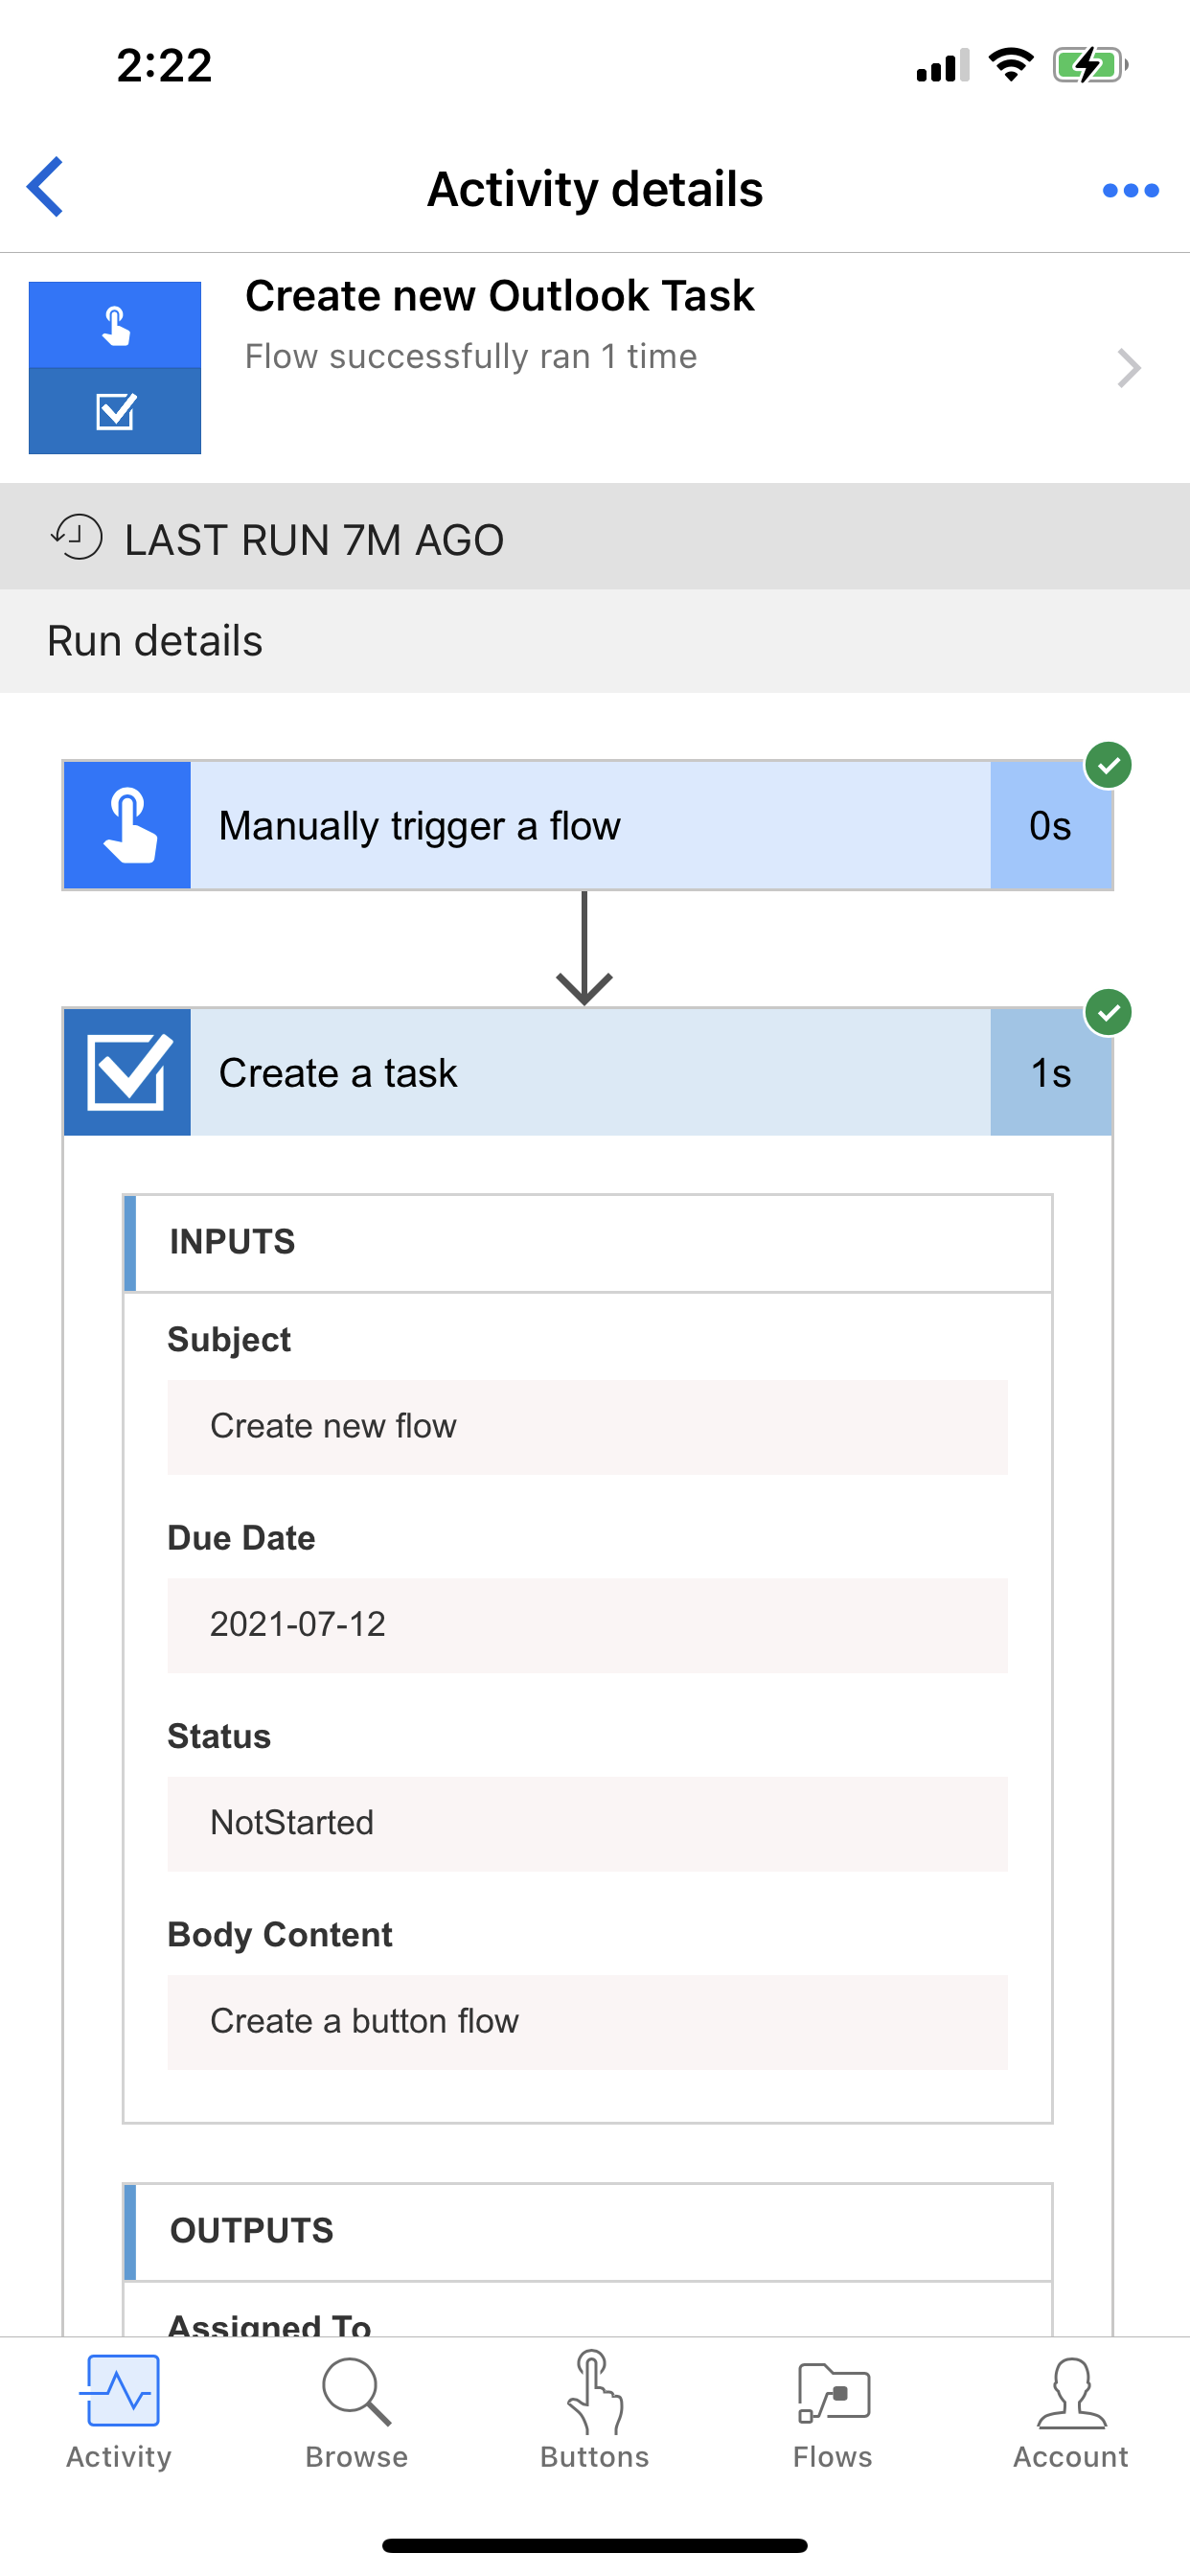 2:22
Activity details
Create new Outlook Task
Flow successfully ran 1 time
LAST RUN 7M AGO
Run details
Manually trigger a flow
0s
Create a task
1s
INPUTS
Subject
Create new flow
Due Date
2021-07-12
Status
NotStarted
Body Content
Create a button flow
OUTPUTS
Assigned To
Activity
Browse
Buttons
Flows
Account